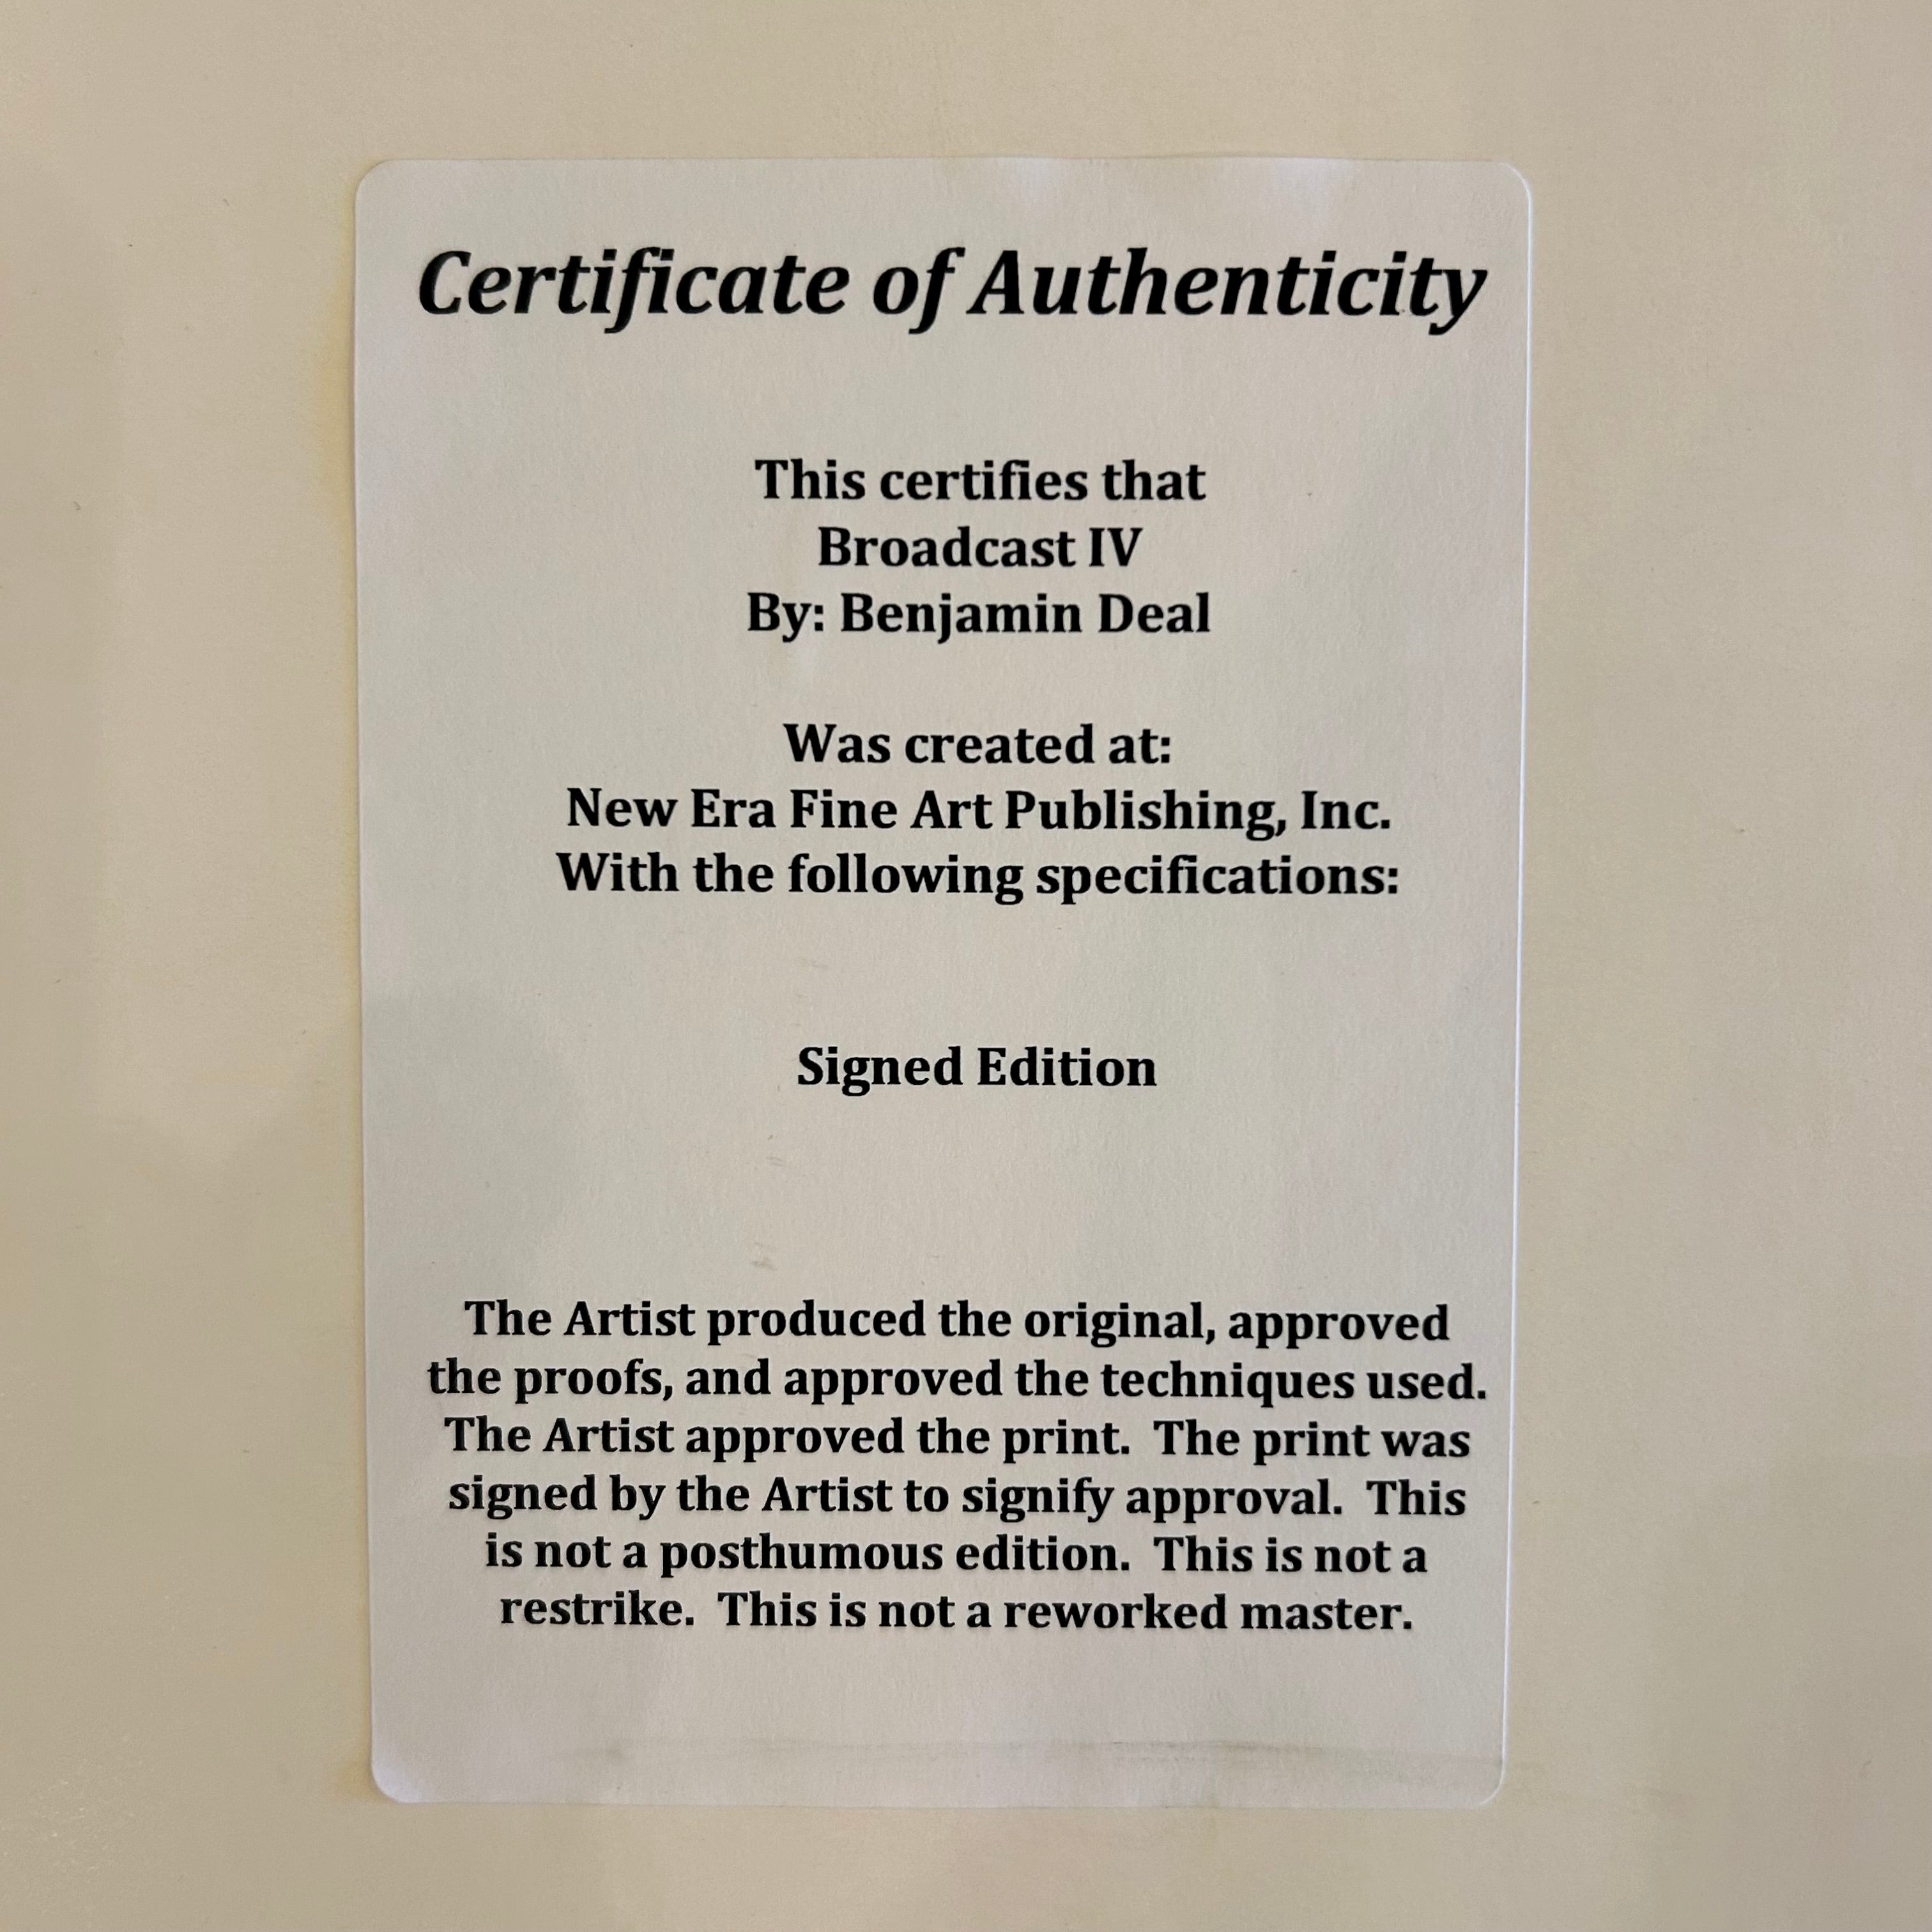 Certificate of Authenticity
This certifies that
Broadcast IV
By: Benjamin Deal
Was created at:
New Era Fine Art Publishing, Inc.
With the following specifications:
Signed Edition
The Artist produced the original, approved
the proofs, and approved the techniques used.
The Artist approved the print.  The print was
signed by the Artist to signify approval.  This
is not a posthumous edition.  This is not a
restrike.  This is not a reworked master.